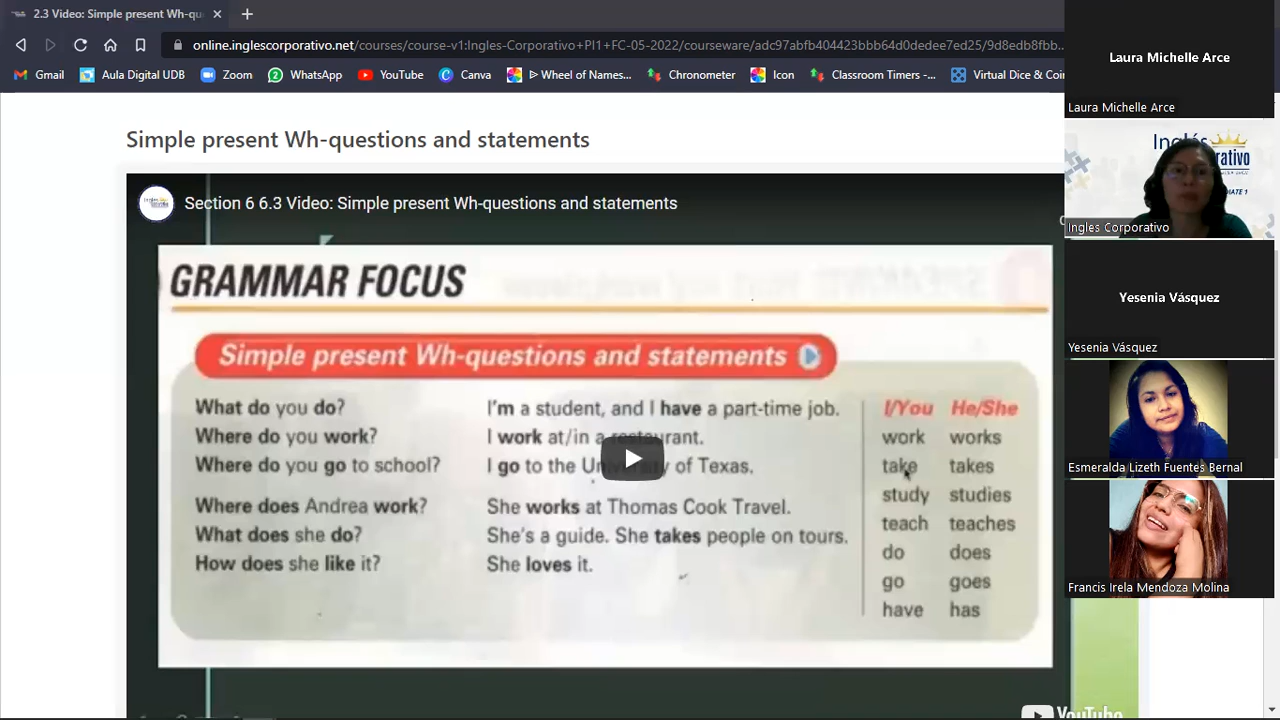 2.3 Video: Simple present Wh-qu
online.inglescorporativo.net/courses/course-v1:Ingles-Corporativo+PI1+FC-05-2022/courseware/adc97abfb404423bbb64d0dedee7ed25/9d8edb8fbb...
Gmail Aula Digital UDB Zoom WhatsApp YouTube Canva ▷ Wheel of Names... Chronometer Icon Classroom Timers -... Virtual Dice & Coi
Simple present Wh-questions and statements
Section 6 6.3 Video: Simple present Wh-questions and statements
GRAMMAR FOCUS
Simple present Wh-questions and statements
What do you do? I'm a student, and I have a part-time job.
Where do you work? I work at/in a restaurant.
Where do you go to school? I go to the University of Texas.
Where does Andrea work? She works at Thomas Cook Travel.
What does she do? She's a guide. She takes people on tours.
How does she like it? She loves it.
I/You He/She
work works
take takes
study studies
teach teaches
do does
go goes
have has
YouTube
Laura Michelle Arce
Laura Michelle Arce
Inglés
Ingles Corporativo
Yesenia Vásquez
Yesenia Vásquez
Esmeralda Lizeth Fuentes Bernal
Francis Irela Mendoza Molina